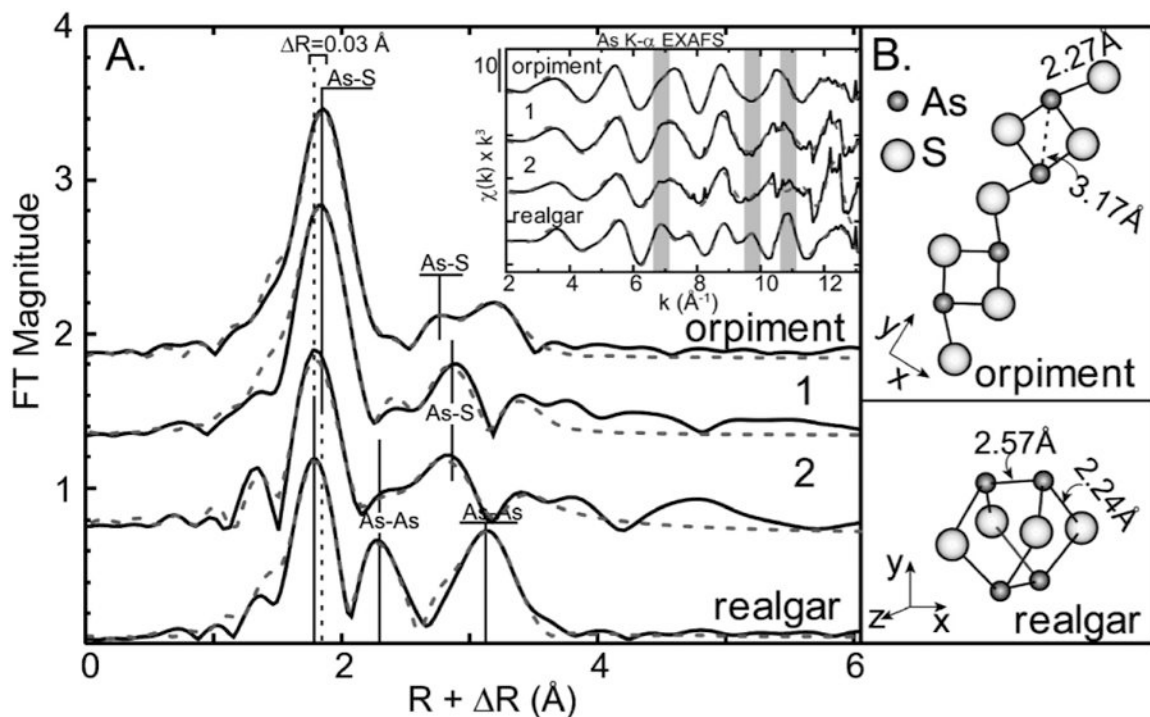 4
3
2
1
FT Magnitude
A.
ΔR=0.03 Å
As-S
As-S
As-S
As-As
As-As
orpiment
1
2
realgar
0
2
4
6
R + ΔR (Å)
As K-α EXAFS
10
orpiment
1
2
realgar
χ(k) x k³
2
4
6
8
10
12
k (Å⁻¹)
B.
As
S
2.27Å
3.17Å
y
x
orpiment
2.57Å
2.24Å
y
z
x
realgar